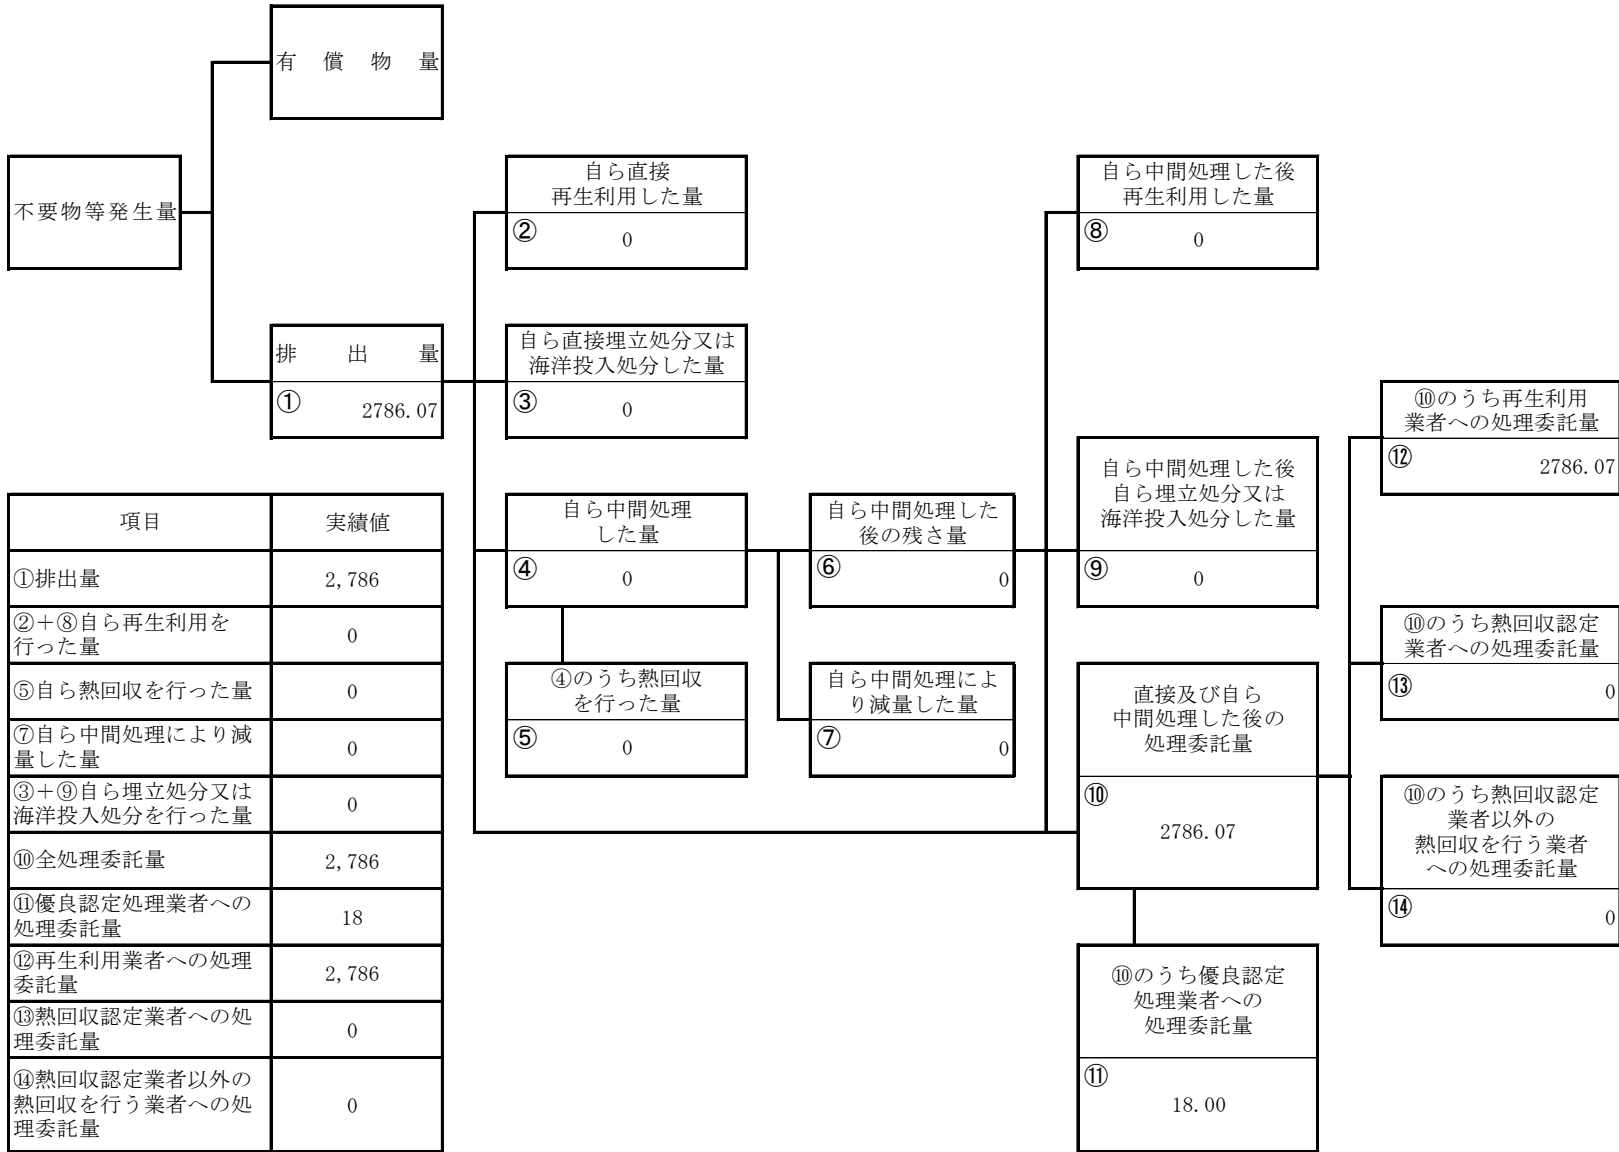 有償物量
不要物等発生量
排出量
①
2786.07
自ら直接
再生利用した量
②
0
自ら直接埋立処分又は
海洋投入処分した量
③
0
自ら中間処理
した量
④
0
④のうち熱回収
を行った量
⑤
0
自ら中間処理した
後の残さ量
⑥
0
自ら中間処理によ
り減量した量
⑦
0
自ら中間処理した後
再生利用した量
⑧
0
自ら中間処理した後
自ら埋立処分又は
海洋投入処分した量
⑨
0
直接及び自ら
中間処理した後の
処理委託量
⑩
2786.07
⑩のうち優良認定
処理業者への
処理委託量
⑪
18.00
⑩のうち再生利用
業者への処理委託量
⑫
2786.07
⑩のうち熱回収認定
業者への処理委託量
⑬
0
⑩のうち熱回収認定
業者以外の
熱回収を行う業者
への処理委託量
⑭
0
項目 実績値
①排出量 2,786
②+⑧自ら再生利用を
行った量 0
⑤自ら熱回収を行った量 0
⑦自ら中間処理により減
量した量 0
③+⑨自ら埋立処分又は
海洋投入処分を行った量 0
⑩全処理委託量 2,786
⑪優良認定処理業者への
処理委託量 18
⑫再生利用業者への処理
委託量 2,786
⑬熱回収認定業者への処
理委託量 0
⑭熱回収認定業者以外の
熱回収を行う業者への処
理委託量 0